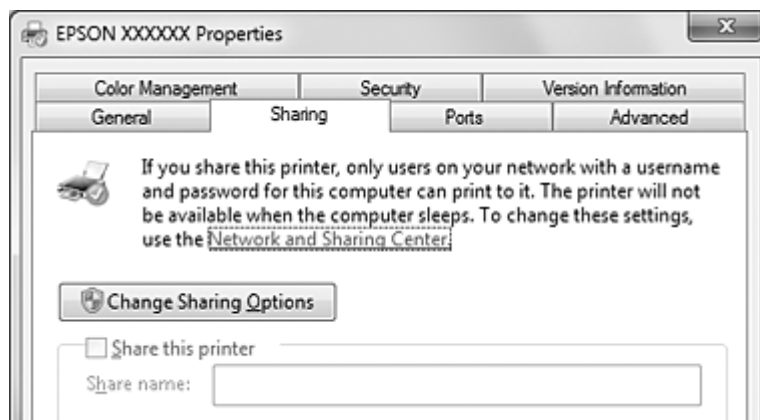 EPSON XXXXXX Properties
Color Management Security Version Information
General Sharing Ports Advanced
If you share this printer, only users on your network with a username
and password for this computer can print to it. The printer will not
be available when the computer sleeps. To change these settings,
use the Network and Sharing Center.
Change Sharing Options
Share this printer
Share name: